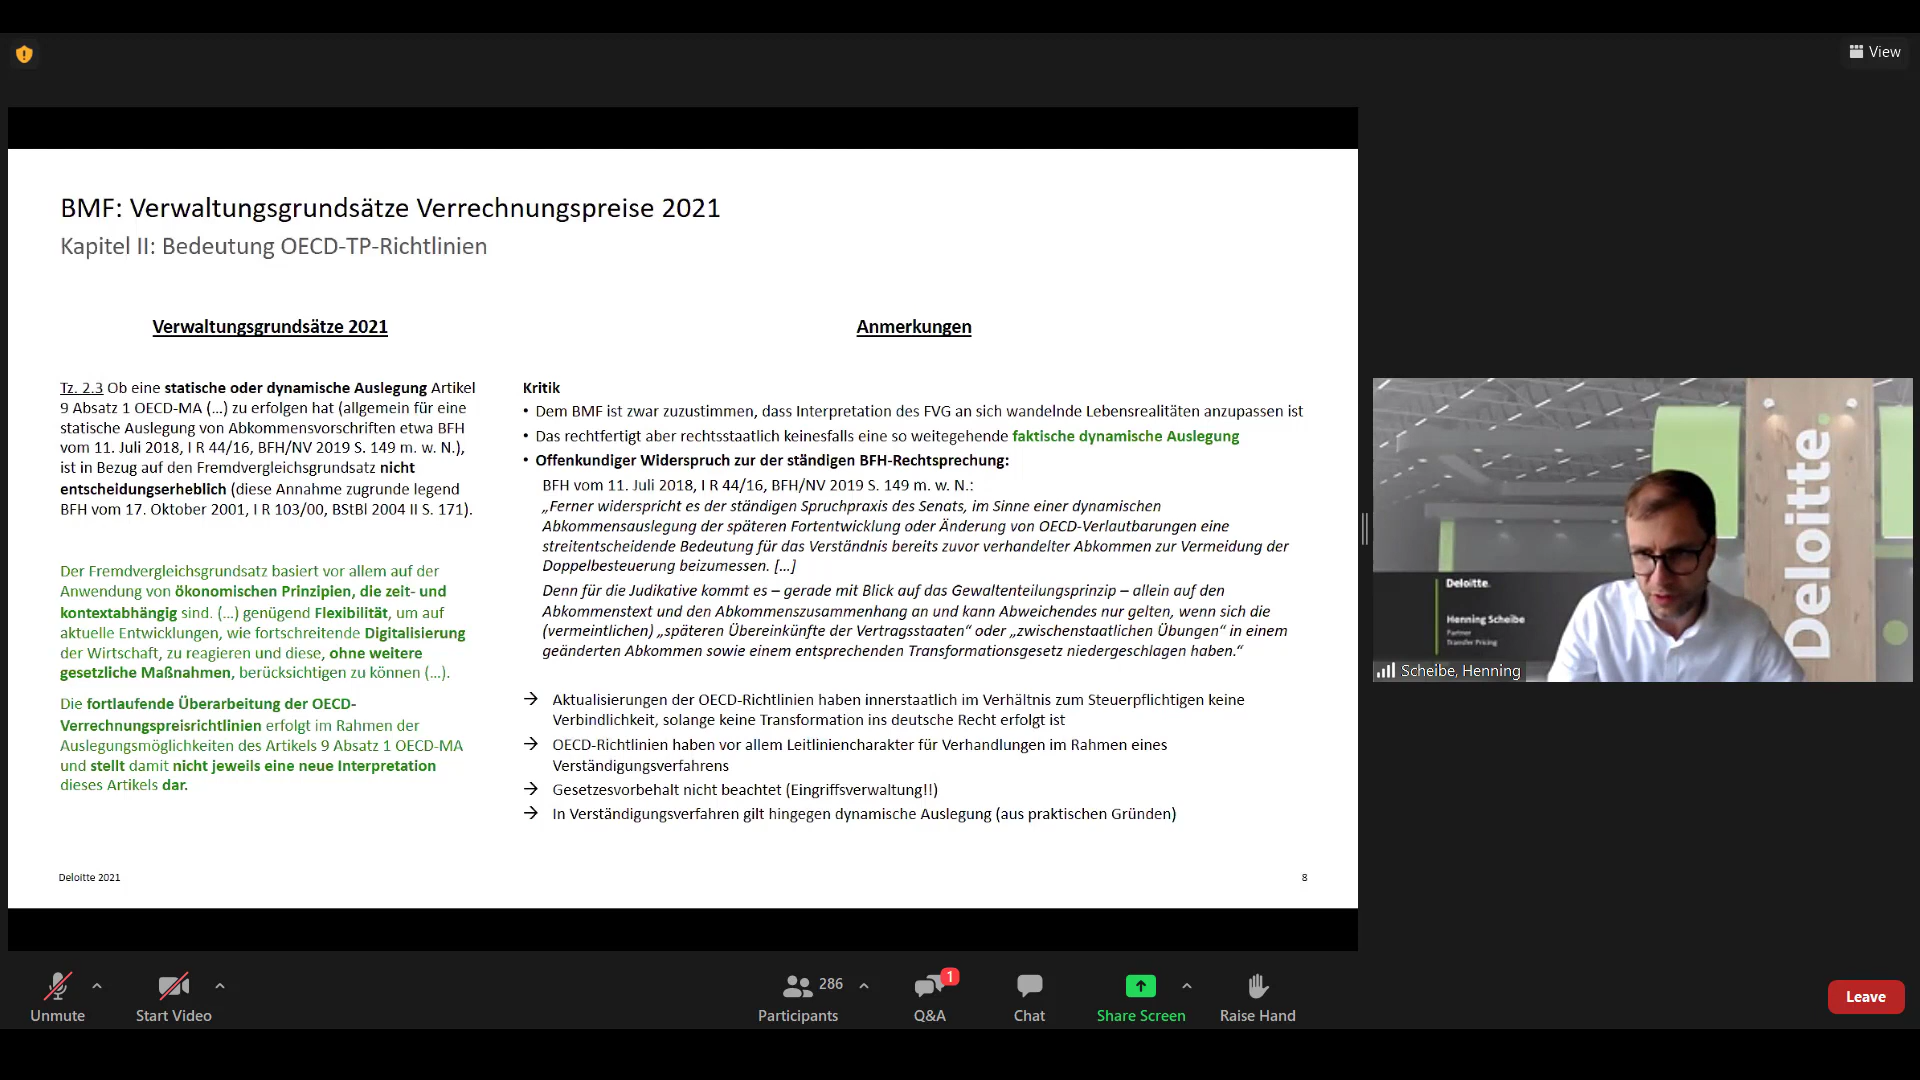 View
BMF: Verwaltungsgrundsätze Verrechnungspreise 2021
Kapitel II: Bedeutung OECD-TP-Richtlinien
Verwaltungsgrundsätze 2021
Tz. 2.3 Ob eine statische oder dynamische Auslegung Artikel
9 Absatz 1 OECD-MA (...) zu erfolgen hat (allgemein für eine
statische Auslegung von Abkommensvorschriften etwa BFH
vom 11. Juli 2018, I R 44/16, BFH/NV 2019 S. 149 m. w. N.),
ist in Bezug auf den Fremdvergleichsgrundsatz nicht
entscheidungserheblich (diese Annahme zugrunde legend
BFH vom 17. Oktober 2001, I R 103/00, BStBl 2004 II S. 171).
Der Fremdvergleichsgrundsatz basiert vor allem auf der
Anwendung von ökonomischen Prinzipien, die zeit- und
kontextabhängig sind. (...) genügend Flexibilität, um auf
aktuelle Entwicklungen, wie fortschreitende Digitalisierung
der Wirtschaft, zu reagieren und diese, ohne weitere
gesetzliche Maßnahmen, berücksichtigen zu können (...).
Die fortlaufende Überarbeitung der OECD-
Verrechnungspreisrichtlinien erfolgt im Rahmen der
Auslegungsmöglichkeiten des Artikels 9 Absatz 1 OECD-MA
und stellt damit nicht jeweils eine neue Interpretation
dieses Artikels dar.
Anmerkungen
Kritik
• Dem BMF ist zwar zuzustimmen, dass Interpretation des FVG an sich wandelnde Lebensrealitäten anzupassen ist
• Das rechtfertigt aber rechtsstaatlich keinesfalls eine so weitegehende faktische dynamische Auslegung
• Offenkundiger Widerspruch zur der ständigen BFH-Rechtsprechung:
BFH vom 11. Juli 2018, I R 44/16, BFH/NV 2019 S. 149 m. w. N.:
„Ferner widerspricht es der ständigen Spruchpraxis des Senats, im Sinne einer dynamischen
Abkommensauslegung der späteren Fortentwicklung oder Änderung von OECD-Verlautbarungen eine
streitentscheidende Bedeutung für das Verständnis bereits zuvor verhandelter Abkommen zur Vermeidung der
Doppelbesteuerung beizumessen. [...]
Denn für die Judikative kommt es – gerade mit Blick auf das Gewaltenteilungsprinzip – allein auf den
Abkommenstext und den Abkommenszusammenhang an und kann Abweichendes nur gelten, wenn sich die
(vermeintlichen) „späteren Übereinkünfte der Vertragsstaaten“ oder „zwischenstaatlichen Übungen“ in einem
geänderten Abkommen sowie einem entsprechenden Transformationsgesetz niedergeschlagen haben.“
→ Aktualisierungen der OECD-Richtlinien haben innerstaatlich im Verhältnis zum Steuerpflichtigen keine
Verbindlichkeit, solange keine Transformation ins deutsche Recht erfolgt ist
→ OECD-Richtlinien haben vor allem Leitliniencharakter für Verhandlungen im Rahmen eines
Verständigungsverfahrens
→ Gesetzesvorbehalt nicht beachtet (Eingriffsverwaltung!!)
→ In Verständigungsverfahren gilt hingegen dynamische Auslegung (aus praktischen Gründen)
Deloitte 2021
8
Deloitte.
Deloitte.
Henning Scheibe
Partner
Transfer Pricing
Scheibe, Henning
Unmute
Start Video
286
Participants
1
Q&A
Chat
Share Screen
Raise Hand
Leave